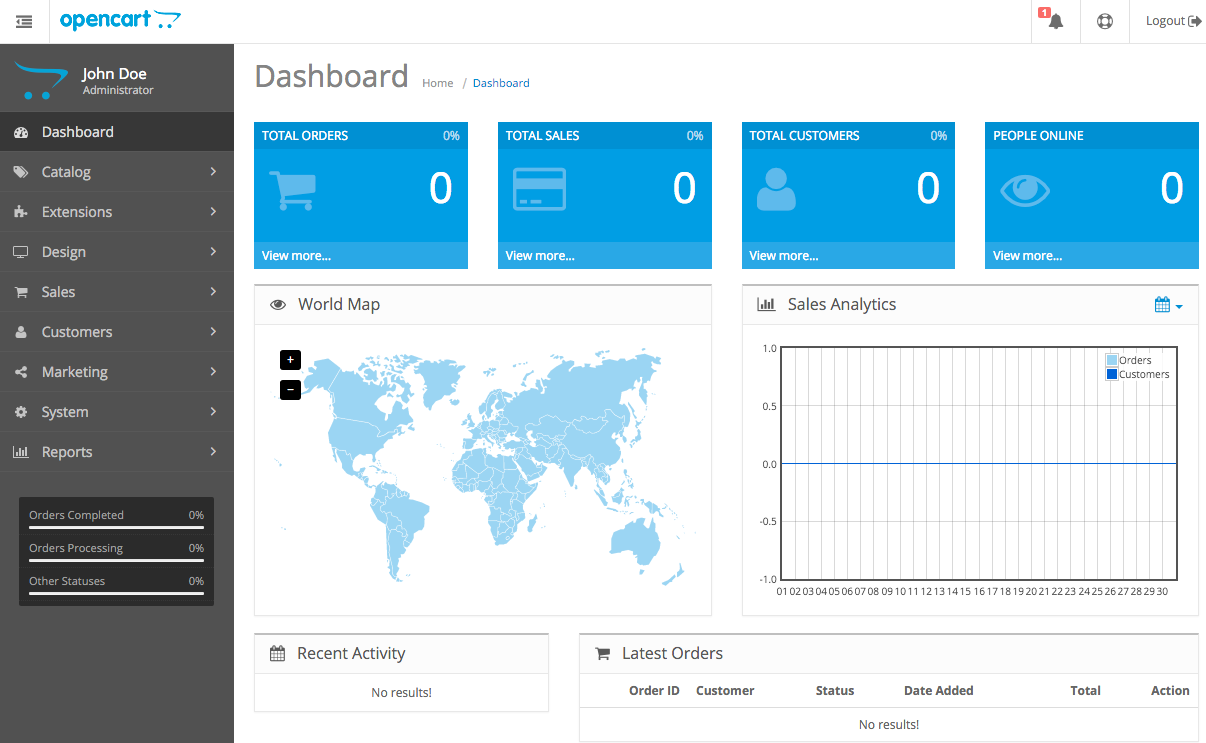 opencart
1
Logout
John Doe
Administrator
Dashboard
Catalog
Extensions
Design
Sales
Customers
Marketing
System
Reports
Orders Completed 0%
Orders Processing 0%
Other Statuses 0%
Dashboard Home / Dashboard
TOTAL ORDERS 0%
0
View more...
TOTAL SALES 0%
0
View more...
TOTAL CUSTOMERS 0%
0
View more...
PEOPLE ONLINE
0
View more...
World Map
+
−
Sales Analytics
Orders
Customers
1.0
0.5
0.0
-0.5
-1.0
01 02 03 04 05 06 07 08 09 10 11 12 13 14 15 16 17 18 19 20 21 22 23 24 25 26 27 28 29 30
Recent Activity
No results!
Latest Orders
Order ID Customer Status Date Added Total Action
No results!